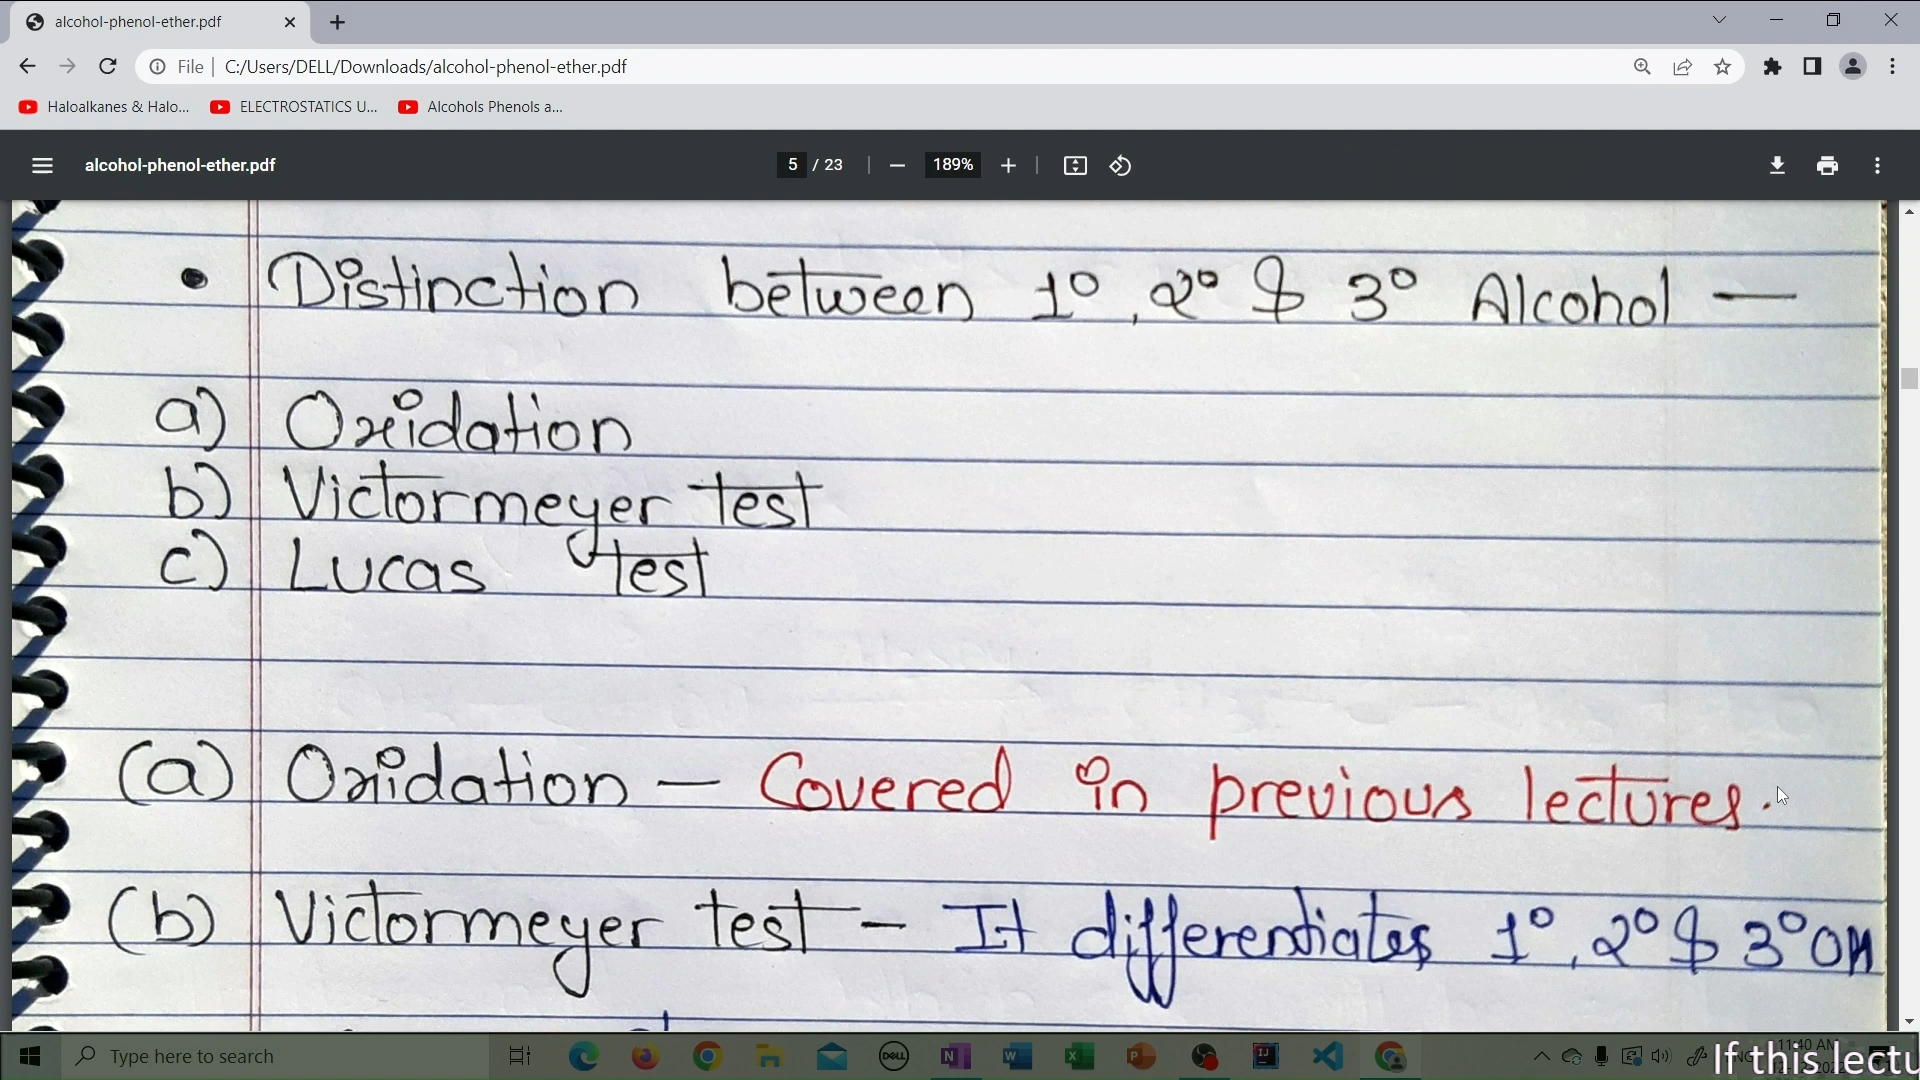 alcohol-phenol-ether.pdf
File | C:/Users/DELL/Downloads/alcohol-phenol-ether.pdf
Haloalkanes & Halo... ELECTROSTATICS U... Alcohols Phenols a...
alcohol-phenol-ether.pdf 5 / 23 189%
• Distinction between 1°, 2° & 3° Alcohol —
a) Oxidation
b) Victormeyer test
c) Lucas test
(a) Oxidation — Covered in previous lectures.
(b) Victormeyer test - It differentiates 1°, 2° & 3° OH
Type here to search
If this lectu